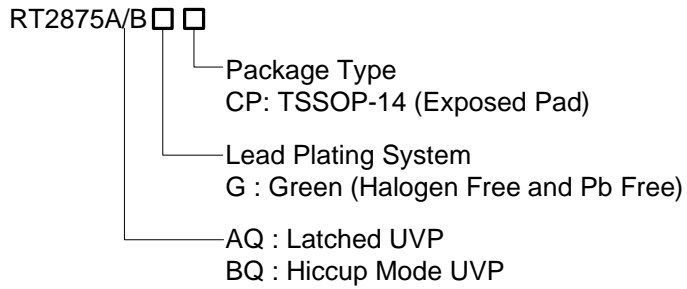 RT2875A/B□ □
Package Type
CP: TSSOP-14 (Exposed Pad)
Lead Plating System
G : Green (Halogen Free and Pb Free)
AQ : Latched UVP
BQ : Hiccup Mode UVP